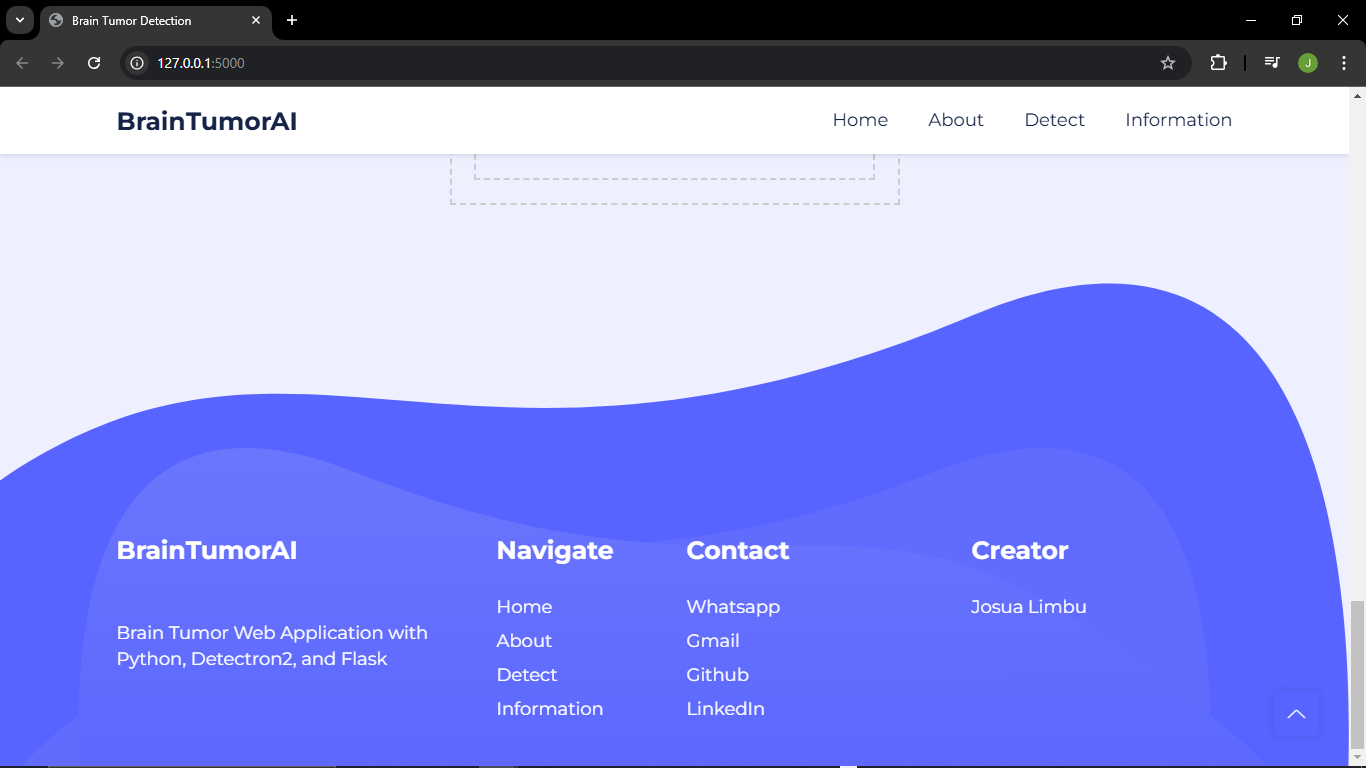 Brain Tumor Detection
127.0.0.1:5000
J
BrainTumorAI
Home
About
Detect
Information
BrainTumorAI
Brain Tumor Web Application with
Python, Detectron2, and Flask
Navigate
Home
About
Detect
Information
Contact
Whatsapp
Gmail
Github
LinkedIn
Creator
Josua Limbu